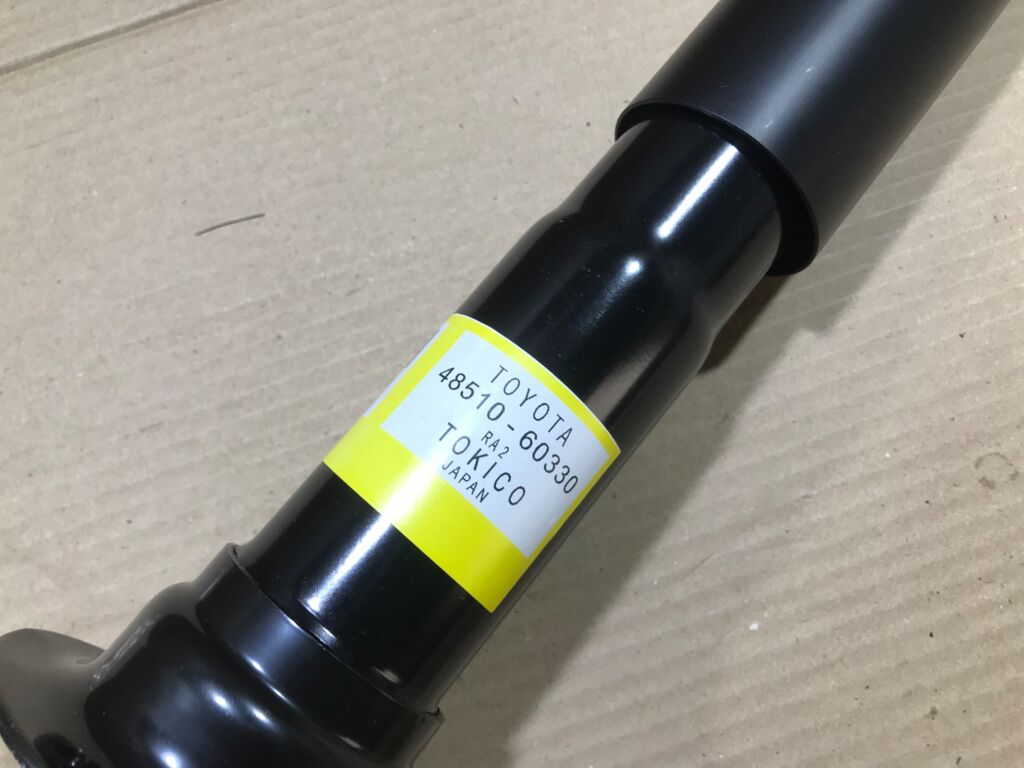 TOYOTA
48510-60330
RA2
TOKICO
JAPAN